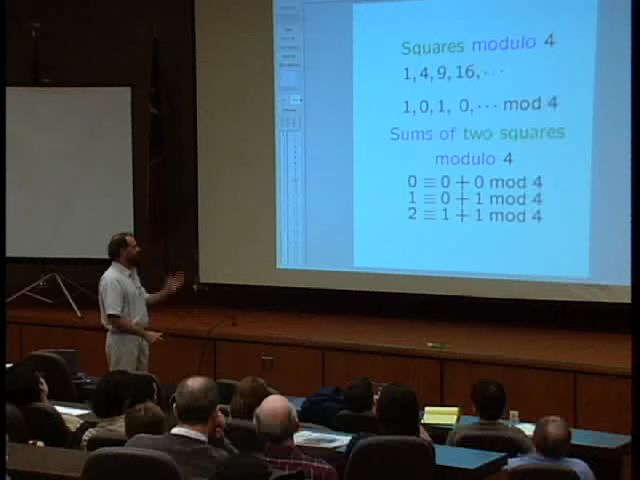 Squares modulo 4
1, 4, 9, 16, ···
1, 0, 1, 0, ··· mod 4
Sums of two squares
modulo 4
0 ≡ 0 + 0 mod 4
1 ≡ 0 + 1 mod 4
2 ≡ 1 + 1 mod 4